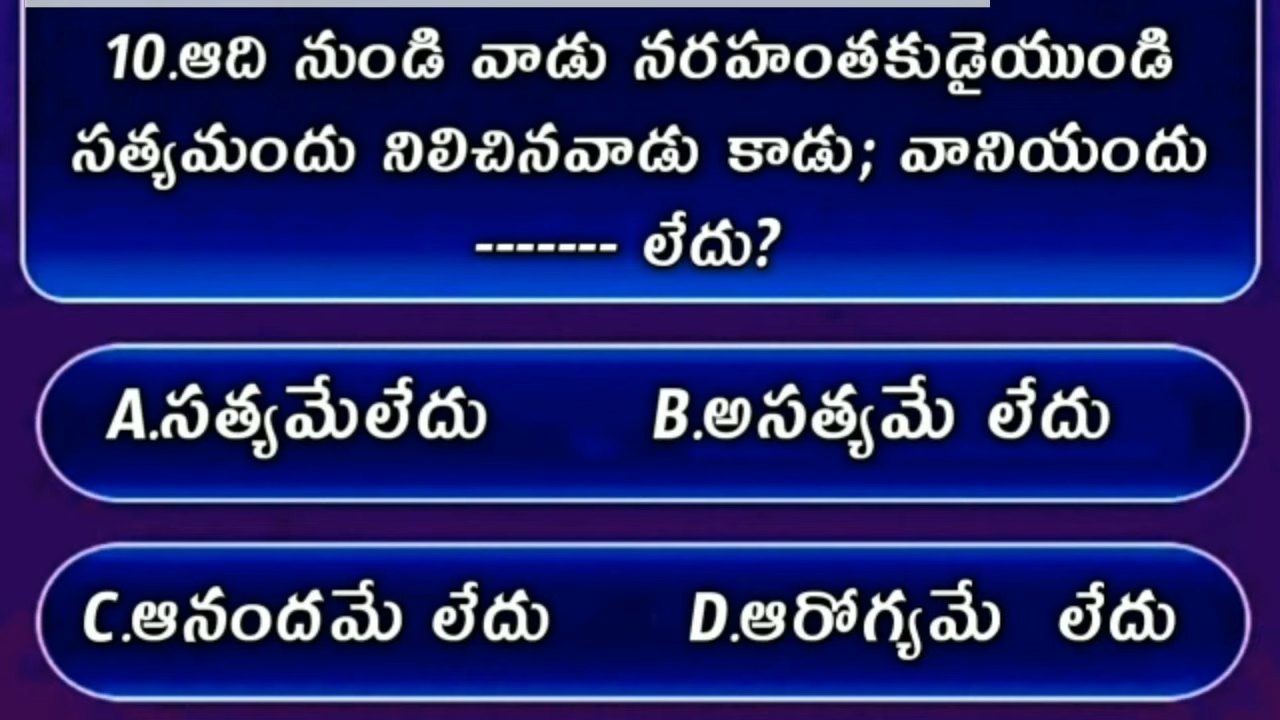 10.ఆది నుండి వాడు నరహంతకుడైయుండి
సత్యమందు నిలిచినవాడు కాడు; వానియందు
------- లేదు?
A.సత్యమేలేదు B.అసత్యమే లేదు
C.ఆనందమే లేదు D.ఆరోగ్యమే లేదు